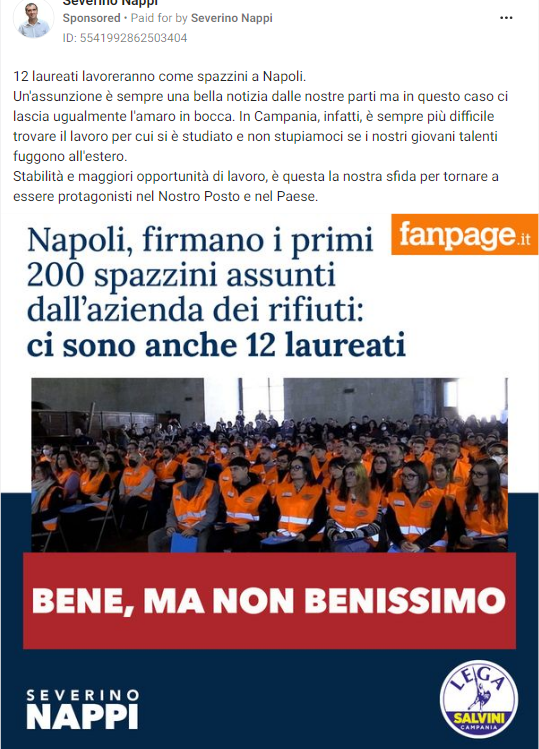 Severino Nappi
Sponsored • Paid for by Severino Nappi
ID: 5541992862503404
12 laureati lavoreranno come spazzini a Napoli.
Un'assunzione è sempre una bella notizia dalle nostre parti ma in questo caso ci
lascia ugualmente l'amaro in bocca. In Campania, infatti, è sempre più difficile
trovare il lavoro per cui si è studiato e non stupiamoci se i nostri giovani talenti
fuggono all'estero.
Stabilità e maggiori opportunità di lavoro, è questa la nostra sfida per tornare a
essere protagonisti nel Nostro Posto e nel Paese.
Napoli, firmano i primi
fanpage.it
200 spazzini assunti
dall'azienda dei rifiuti:
ci sono anche 12 laureati
BENE, MA NON BENISSIMO
SEVERINO
NAPPI
LEGA
SALVINI
CAMPANIA